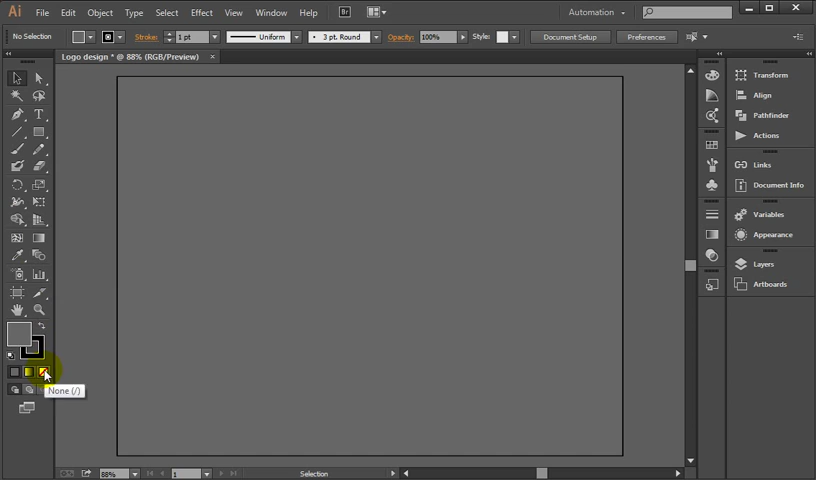 Ai File Edit Object Type Select Effect View Window Help Br Automation
No Selection Stroke: 1 pt Uniform 3 pt. Round Opacity: 100% Style: Document Setup Preferences
Logo design * @ 88% (RGB/Preview) ×
T
Transform
Align
Pathfinder
Actions
Links
Document Info
Variables
Appearance
Layers
Artboards
None (/)
88% 1 Selection